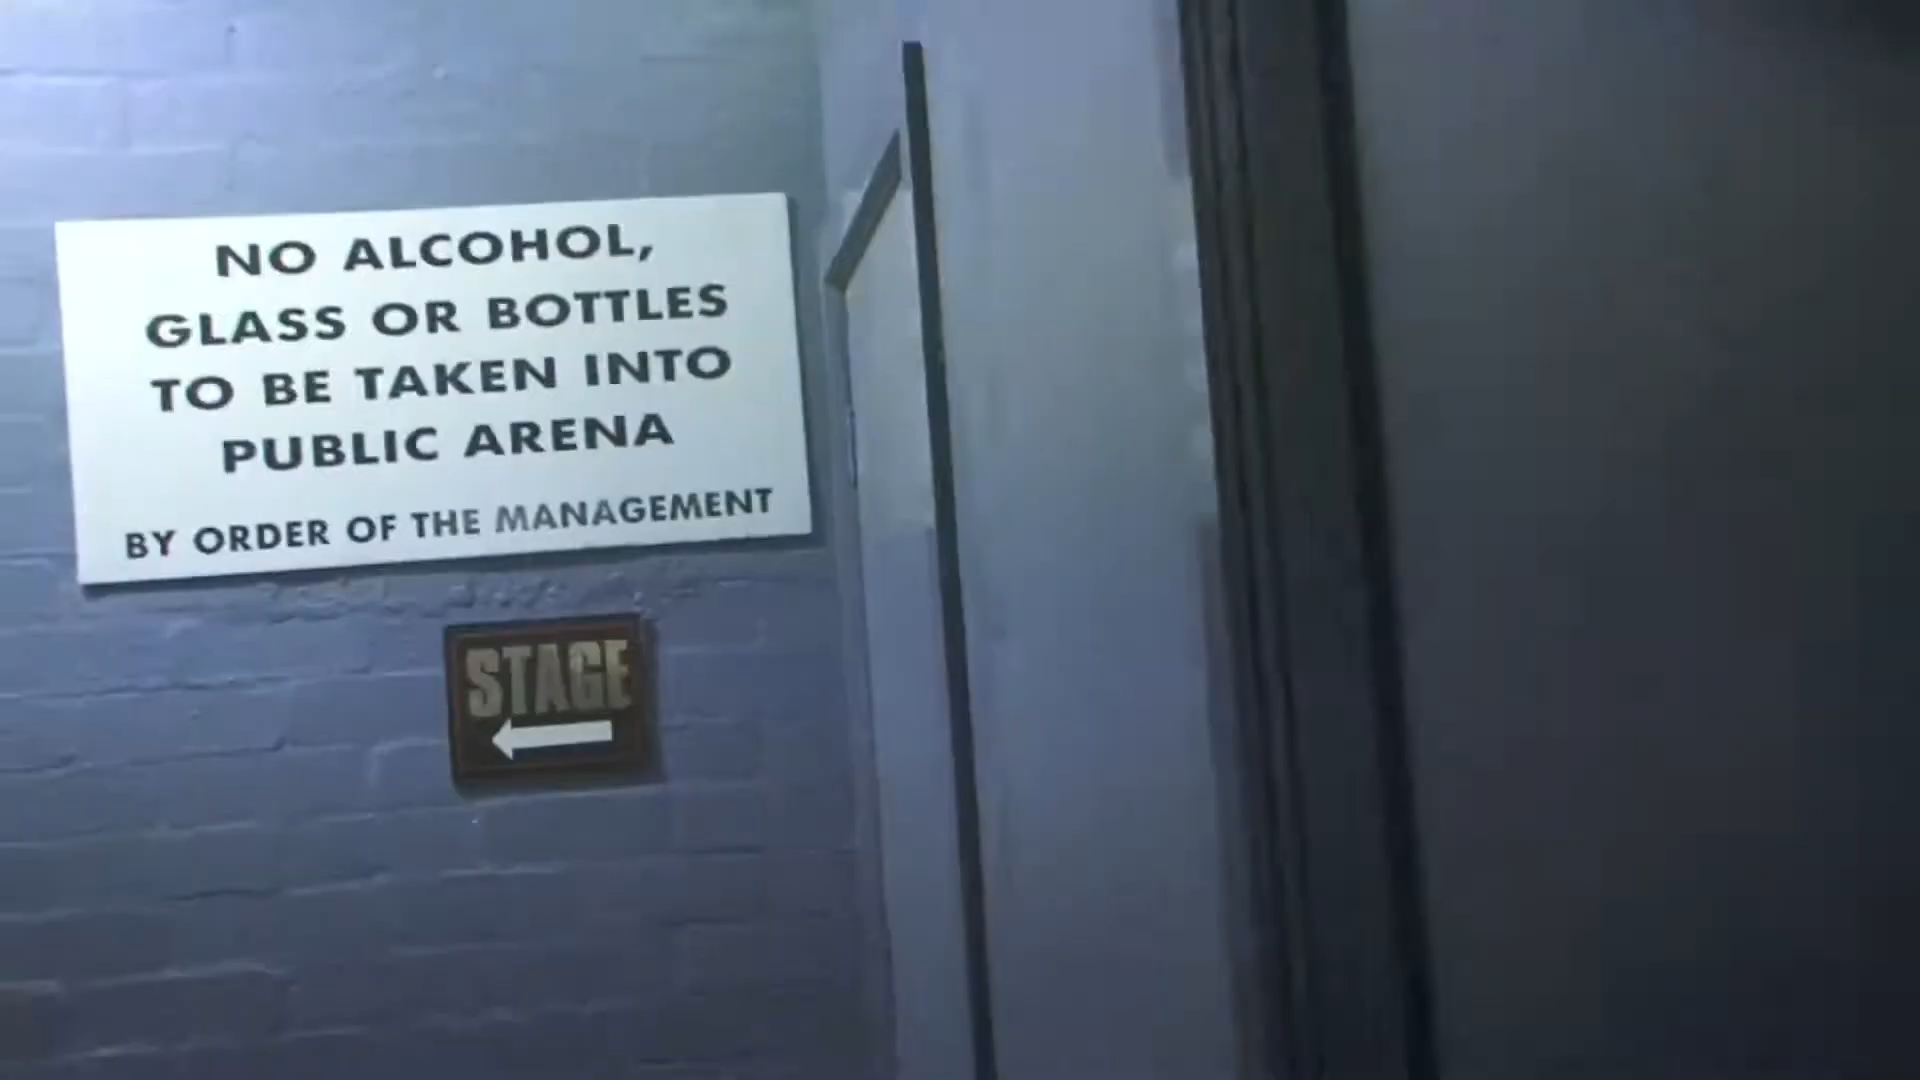 NO ALCOHOL,
GLASS OR BOTTLES
TO BE TAKEN INTO
PUBLIC ARENA
BY ORDER OF THE MANAGEMENT
STAGE